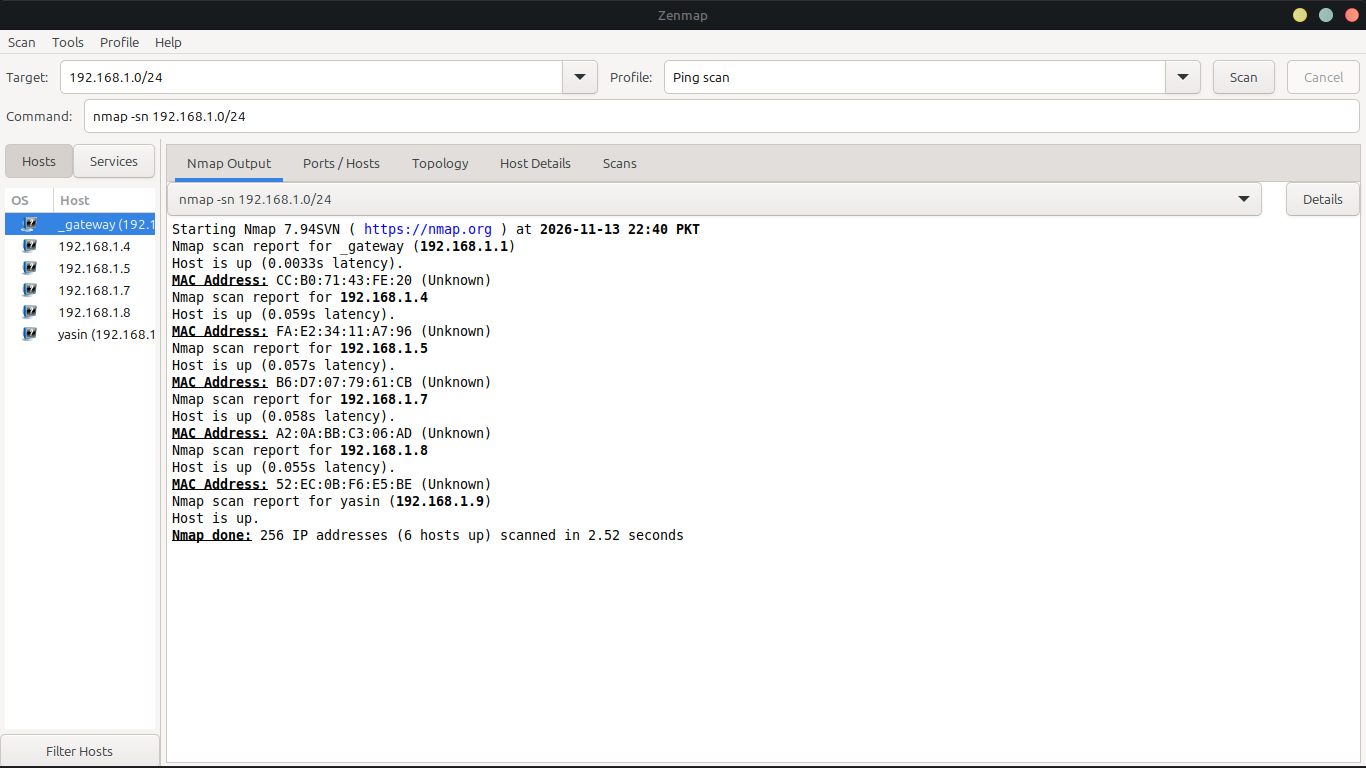 Zenmap
Scan Tools Profile Help
Target: 192.168.1.0/24 Profile: Ping scan Scan Cancel
Command: nmap -sn 192.168.1.0/24
Hosts Services
OS Host
_gateway (192.1
192.168.1.4
192.168.1.5
192.168.1.7
192.168.1.8
yasin (192.168.1
Filter Hosts
Nmap Output Ports / Hosts Topology Host Details Scans
nmap -sn 192.168.1.0/24 Details
Starting Nmap 7.94SVN ( https://nmap.org ) at 2026-11-13 22:40 PKT
Nmap scan report for _gateway (192.168.1.1)
Host is up (0.0033s latency).
MAC Address: CC:B0:71:43:FE:20 (Unknown)
Nmap scan report for 192.168.1.4
Host is up (0.059s latency).
MAC Address: FA:E2:34:11:A7:96 (Unknown)
Nmap scan report for 192.168.1.5
Host is up (0.057s latency).
MAC Address: B6:D7:07:79:61:CB (Unknown)
Nmap scan report for 192.168.1.7
Host is up (0.058s latency).
MAC Address: A2:0A:BB:C3:06:AD (Unknown)
Nmap scan report for 192.168.1.8
Host is up (0.055s latency).
MAC Address: 52:EC:0B:F6:E5:BE (Unknown)
Nmap scan report for yasin (192.168.1.9)
Host is up.
Nmap done: 256 IP addresses (6 hosts up) scanned in 2.52 seconds